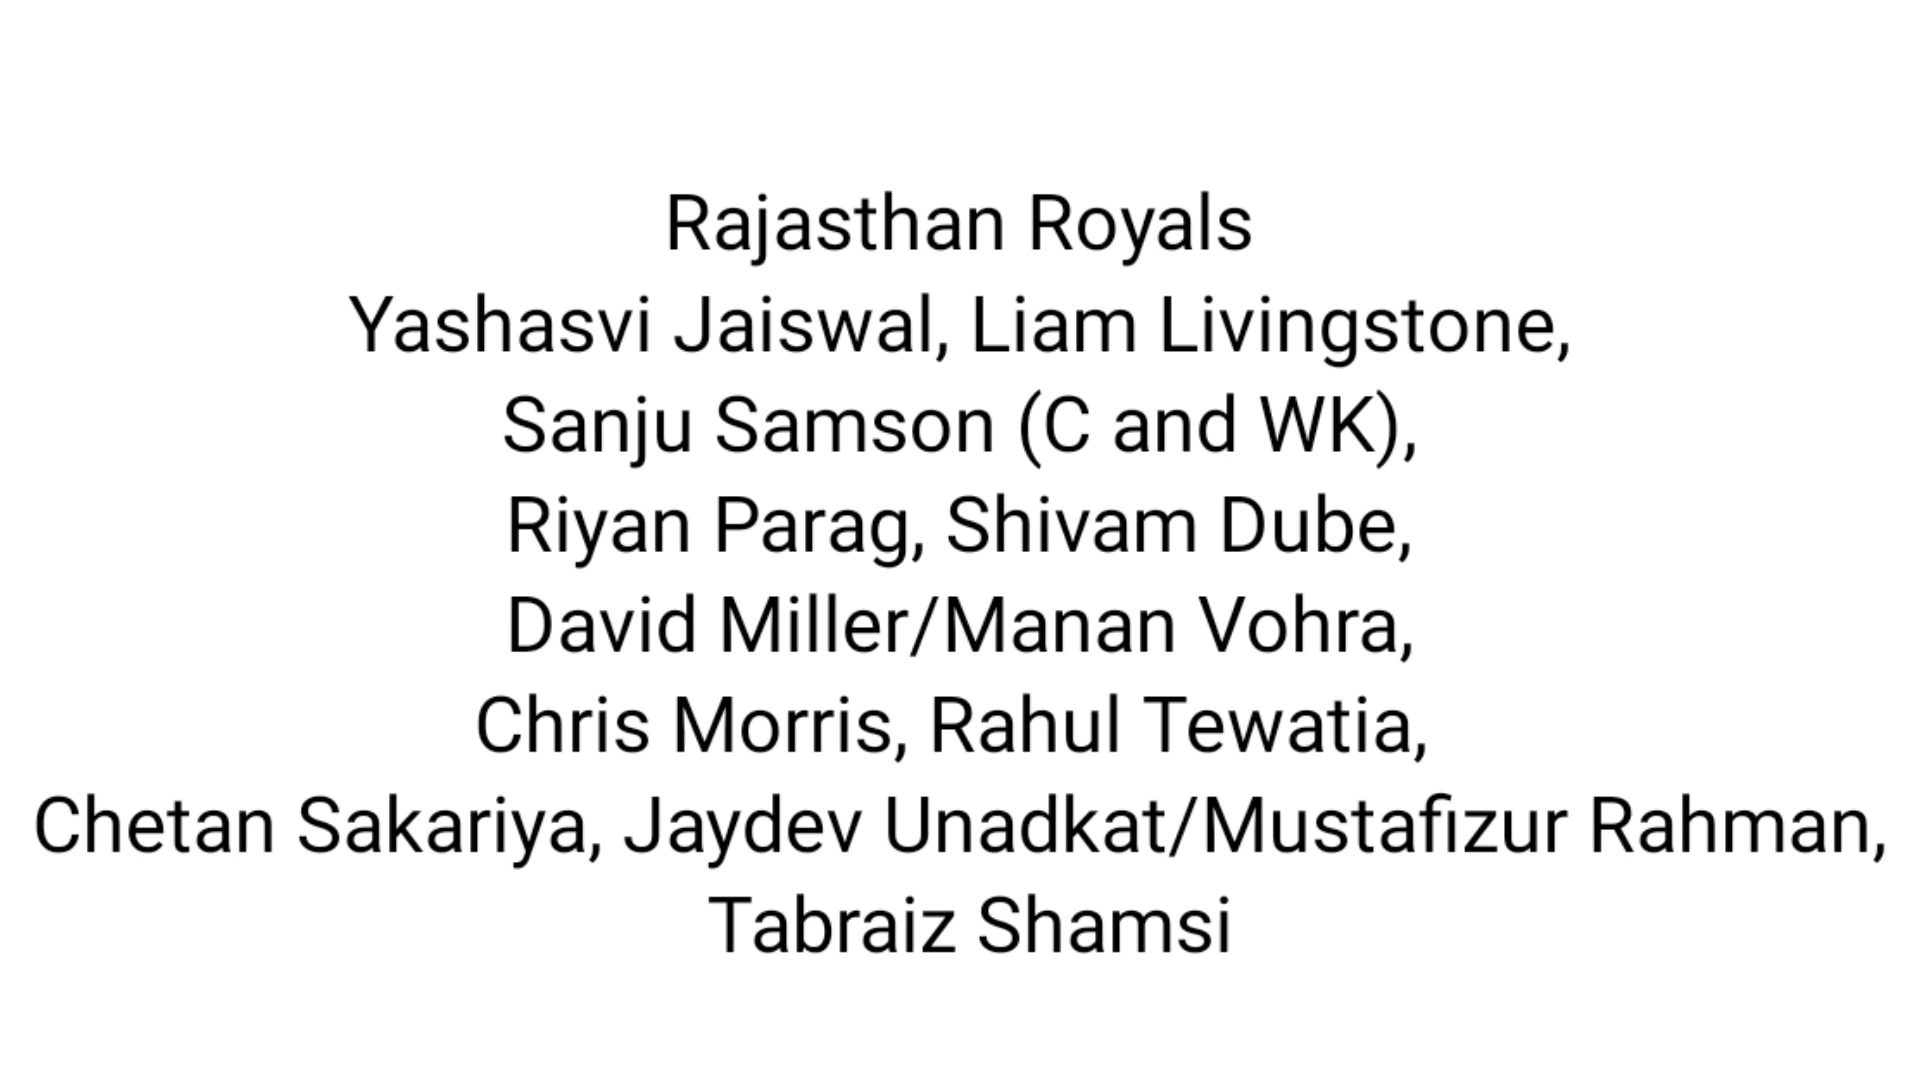 Rajasthan Royals
Yashasvi Jaiswal, Liam Livingstone,
Sanju Samson (C and WK),
Riyan Parag, Shivam Dube,
David Miller/Manan Vohra,
Chris Morris, Rahul Tewatia,
Chetan Sakariya, Jaydev Unadkat/Mustafizur Rahman,
Tabraiz Shamsi